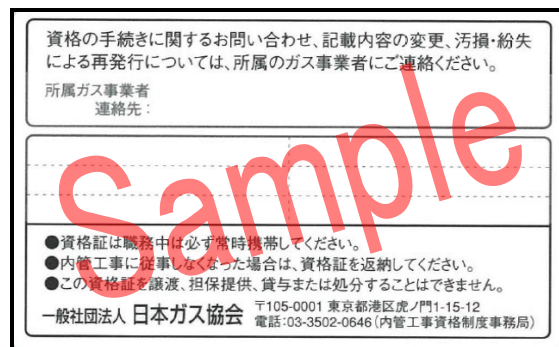 資格の手続きに関するお問い合わせ、記載内容の変更、汚損・紛失
による再発行については、所属のガス事業者にご連絡ください。
所属ガス事業者
連絡先：
Sample
●資格証は職務中は必ず常時携帯してください。
●内管工事に従事しなくなった場合は、資格証を返納してください。
●この資格証を譲渡、担保提供、貸与または処分することはできません。
一般社団法人 日本ガス協会 〒105-0001 東京都港区虎ノ門1-15-12
電話:03-3502-0646(内管工事資格制度事務局)